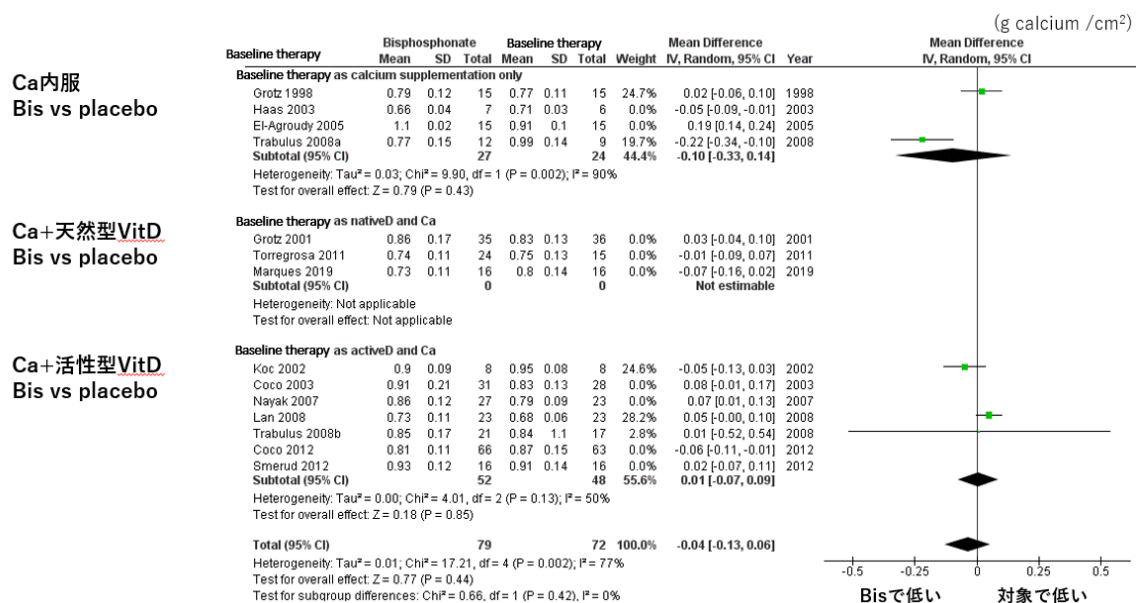 (g calcium /cm2)
Bisphosphonate Baseline therapy Mean Difference Mean Difference
Baseline therapy Mean SD Total Mean SD Total Weight IV, Random, 95% CI Year IV, Random, 95% CI
Ca内服
Bis vs placebo
Baseline therapy as calcium supplementation only
Grotz 1998 0.79 0.12 15 0.77 0.11 15 24.7% 0.02 [-0.06, 0.10] 1998
Haas 2003 0.66 0.04 7 0.71 0.03 6 0.0% -0.05 [-0.09, -0.01] 2003
El-Agroudy 2005 1.1 0.02 15 0.91 0.1 15 0.0% 0.19 [0.14, 0.24] 2005
Trabulus 2008a 0.77 0.15 12 0.99 0.14 9 19.7% -0.22 [-0.34, -0.10] 2008
Subtotal (95% CI) 27 24 44.4% -0.10 [-0.33, 0.14]
Heterogeneity: Tau² = 0.03; Chi² = 9.90, df = 1 (P = 0.002); I² = 90%
Test for overall effect: Z = 0.79 (P = 0.43)
Ca+天然型VitD
Bis vs placebo
Baseline therapy as nativeD and Ca
Grotz 2001 0.86 0.17 35 0.83 0.13 36 0.0% 0.03 [-0.04, 0.10] 2001
Torregrosa 2011 0.74 0.11 24 0.75 0.13 15 0.0% -0.01 [-0.09, 0.07] 2011
Marques 2019 0.73 0.11 16 0.8 0.14 16 0.0% -0.07 [-0.16, 0.02] 2019
Subtotal (95% CI) 0 0 Not estimable
Heterogeneity: Not applicable
Test for overall effect: Not applicable
Ca+活性型VitD
Bis vs placebo
Baseline therapy as activeD and Ca
Koc 2002 0.9 0.09 8 0.95 0.08 8 24.6% -0.05 [-0.13, 0.03] 2002
Coco 2003 0.91 0.21 31 0.83 0.13 28 0.0% 0.08 [-0.01, 0.17] 2003
Nayak 2007 0.86 0.12 27 0.79 0.09 23 0.0% 0.07 [0.01, 0.13] 2007
Lan 2008 0.73 0.11 23 0.68 0.06 23 28.2% 0.05 [-0.00, 0.10] 2008
Trabulus 2008b 0.85 0.17 21 0.84 1.1 17 2.8% 0.01 [-0.52, 0.54] 2008
Coco 2012 0.81 0.11 66 0.87 0.15 63 0.0% -0.06 [-0.11, -0.01] 2012
Smerud 2012 0.93 0.12 16 0.91 0.14 16 0.0% 0.02 [-0.07, 0.11] 2012
Subtotal (95% CI) 52 48 55.6% 0.01 [-0.07, 0.09]
Heterogeneity: Tau² = 0.00; Chi² = 4.01, df = 2 (P = 0.13); I² = 50%
Test for overall effect: Z = 0.18 (P = 0.85)
Total (95% CI) 79 72 100.0% -0.04 [-0.13, 0.06]
Heterogeneity: Tau² = 0.01; Chi² = 17.21, df = 4 (P = 0.002); I² = 77%
Test for overall effect: Z = 0.77 (P = 0.44)
Test for subgroup differences: Chi² = 0.66, df = 1 (P = 0.42), I² = 0%
-0.5 -0.25 0 0.25 0.5
Bisで低い 対象で低い